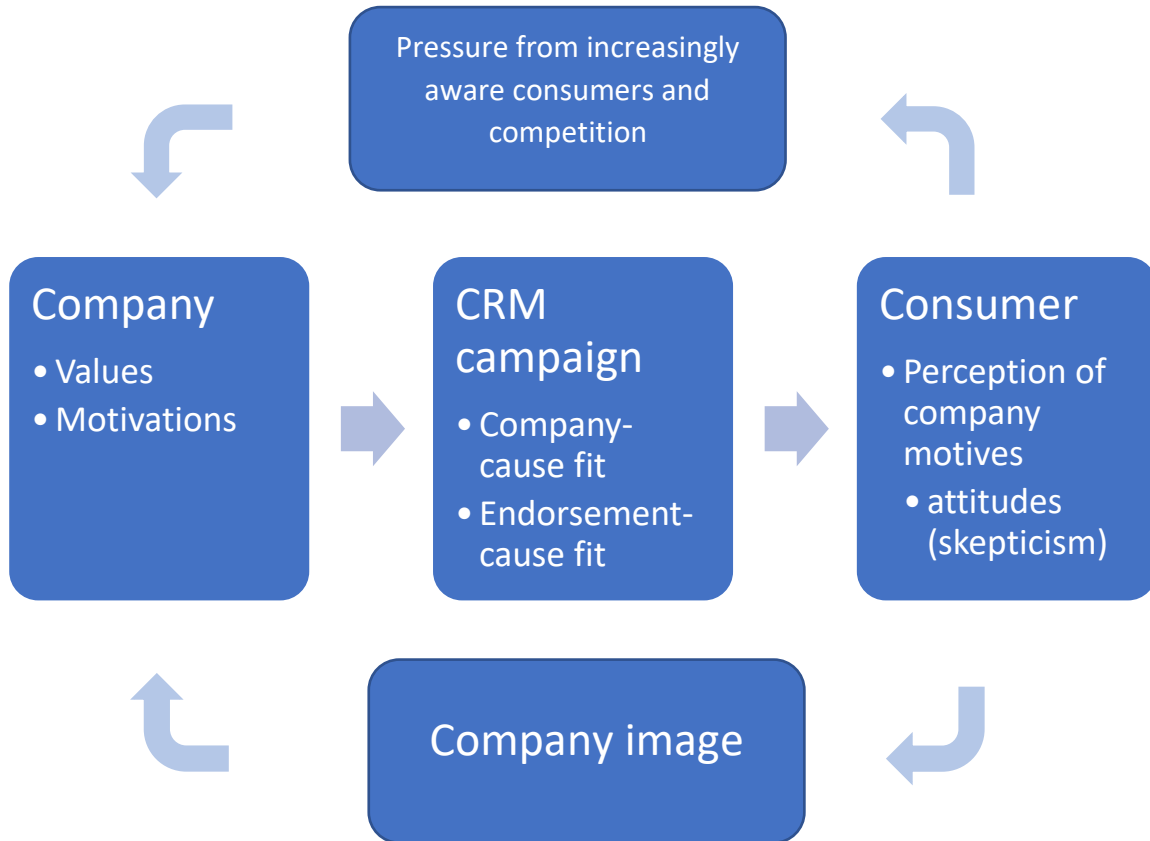 Pressure from increasingly
aware consumers and
competition
Company
• Values
• Motivations
CRM
campaign
• Company-
cause fit
• Endorsement-
cause fit
Consumer
• Perception of
company
motives
• attitudes
(skepticism)
Company image